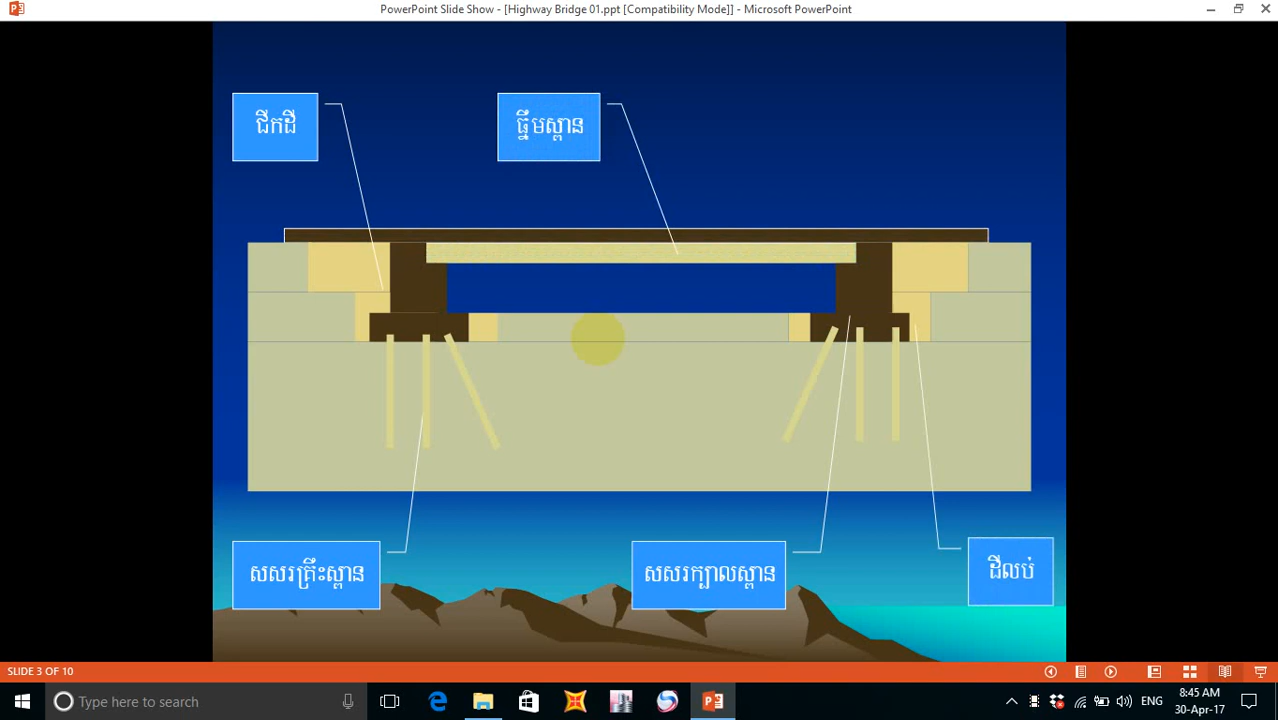 PowerPoint Slide Show - [Highway Bridge 01.ppt [Compatibility Mode]] - Microsoft PowerPoint
ជីកដី
ធ្នឹមស្ពាន
សសរគ្រឹះស្ពាន
សសរក្បាលស្ពាន
ដីលប់
SLIDE 3 OF 10
Type here to search
ENG
8:45 AM
30-Apr-17